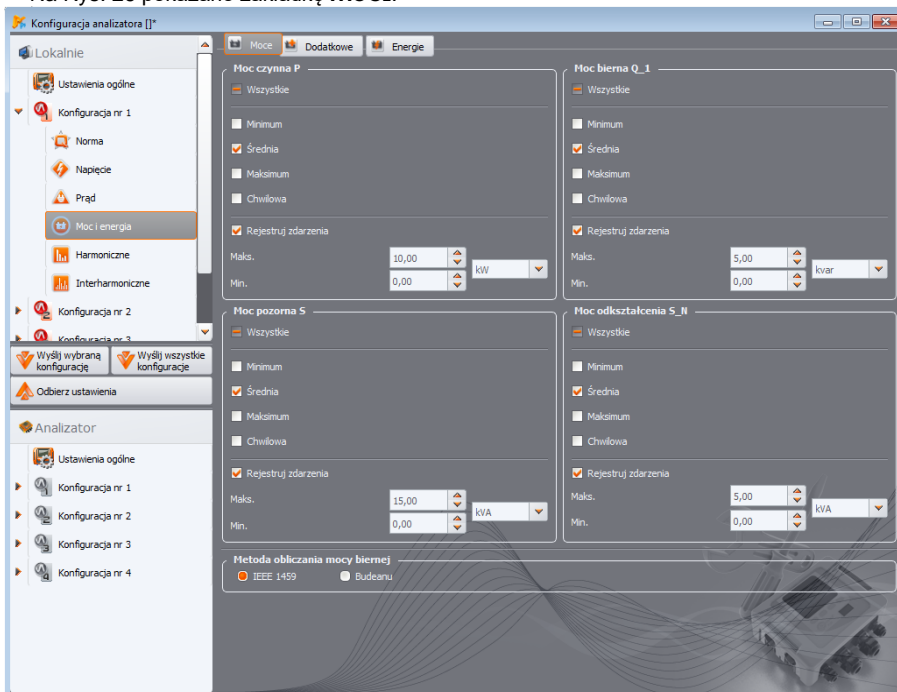 Konfiguracja analizatora []*
Lokalnie
Ustawienia ogólne
Konfiguracja nr 1
Norma
Napięcie
Prąd
Moc i energia
Harmoniczne
Interharmoniczne
Konfiguracja nr 2
Konfiguracja nr 3
Wyślij wybraną konfigurację
Wyślij wszystkie konfiguracje
Odbierz ustawienia
Analizator
Ustawienia ogólne
Konfiguracja nr 1
Konfiguracja nr 2
Konfiguracja nr 3
Konfiguracja nr 4
Moce Dodatkowe Energie
Moc czynna P
Wszystkie
Minimum
Średnia
Maksimum
Chwilowa
Rejestruj zdarzenia
Maks. 10,00
kW
Min. 0,00
Moc bierna Q_1
Wszystkie
Minimum
Średnia
Maksimum
Chwilowa
Rejestruj zdarzenia
Maks. 5,00
kvar
Min. 0,00
Moc pozorna S
Wszystkie
Minimum
Średnia
Maksimum
Chwilowa
Rejestruj zdarzenia
Maks. 15,00
kVA
Min. 0,00
Moc odkształcenia S_N
Wszystkie
Minimum
Średnia
Maksimum
Chwilowa
Rejestruj zdarzenia
Maks. 5,00
kVA
Min. 0,00
Metoda obliczania mocy biernej
IEEE 1459 Budeanu